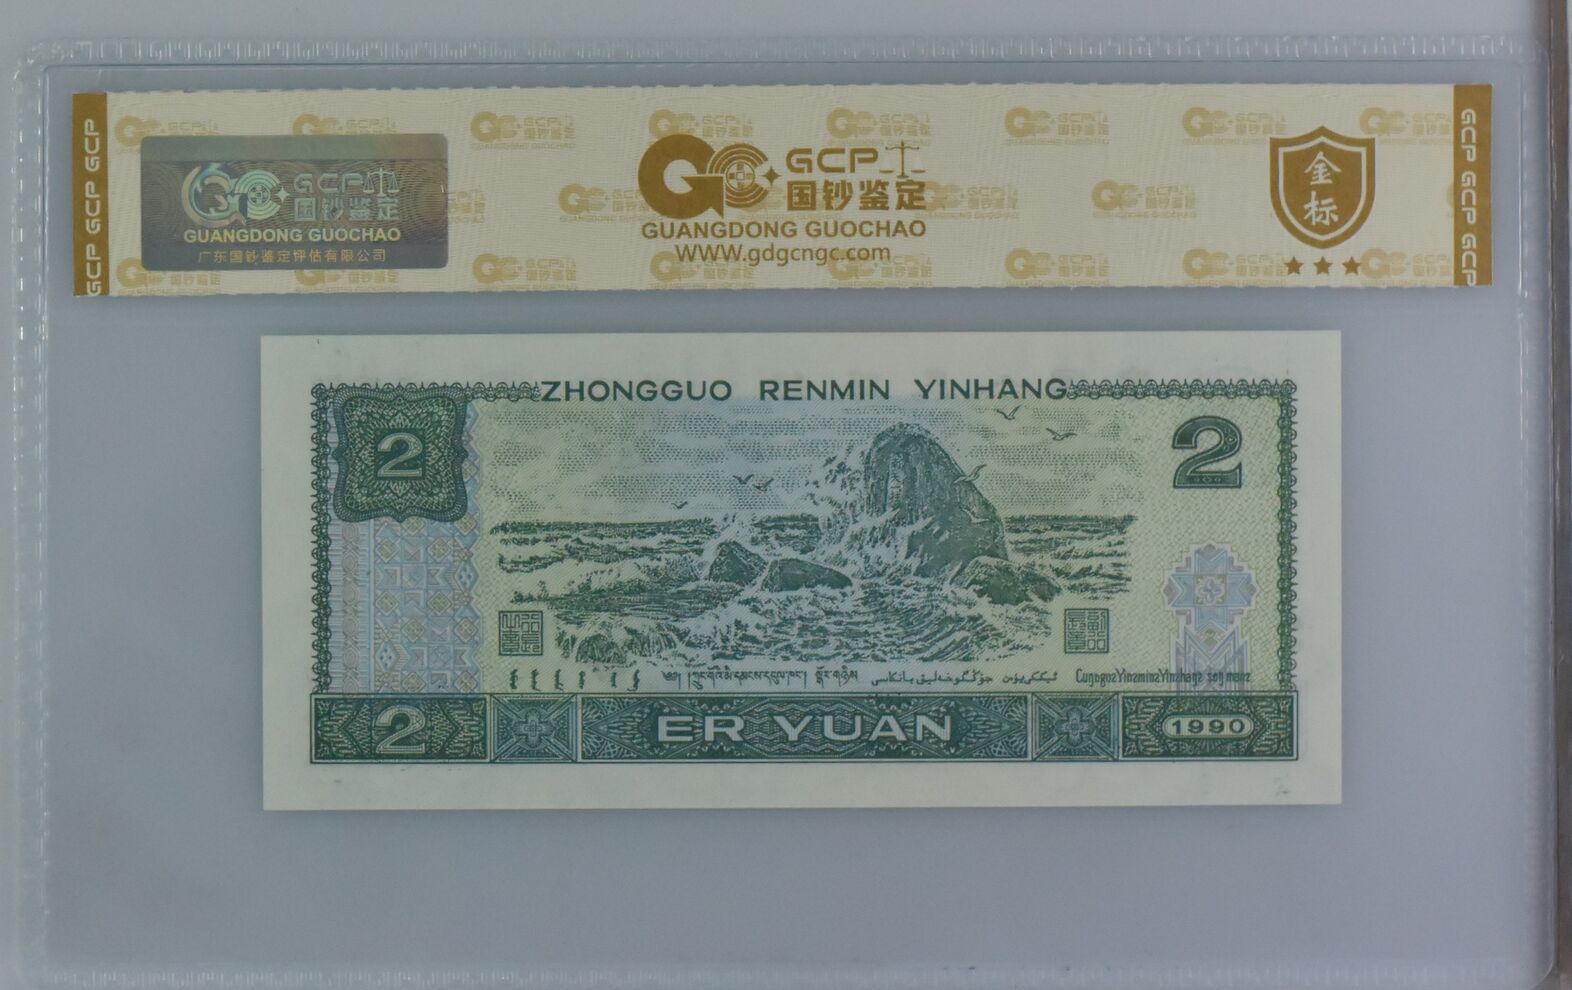 GCP GCP
GCP
国钞鉴定
GUANGDONG GUOCHAO
广东国钞鉴定评估有限公司
GCP
国钞鉴定
GUANGDONG GUOCHAO
WWW.gdgcngc.com
金
标
GCP GCP GCP
ZHONGGUO RENMIN YINHANG
2
2
2
ER YUAN
1990